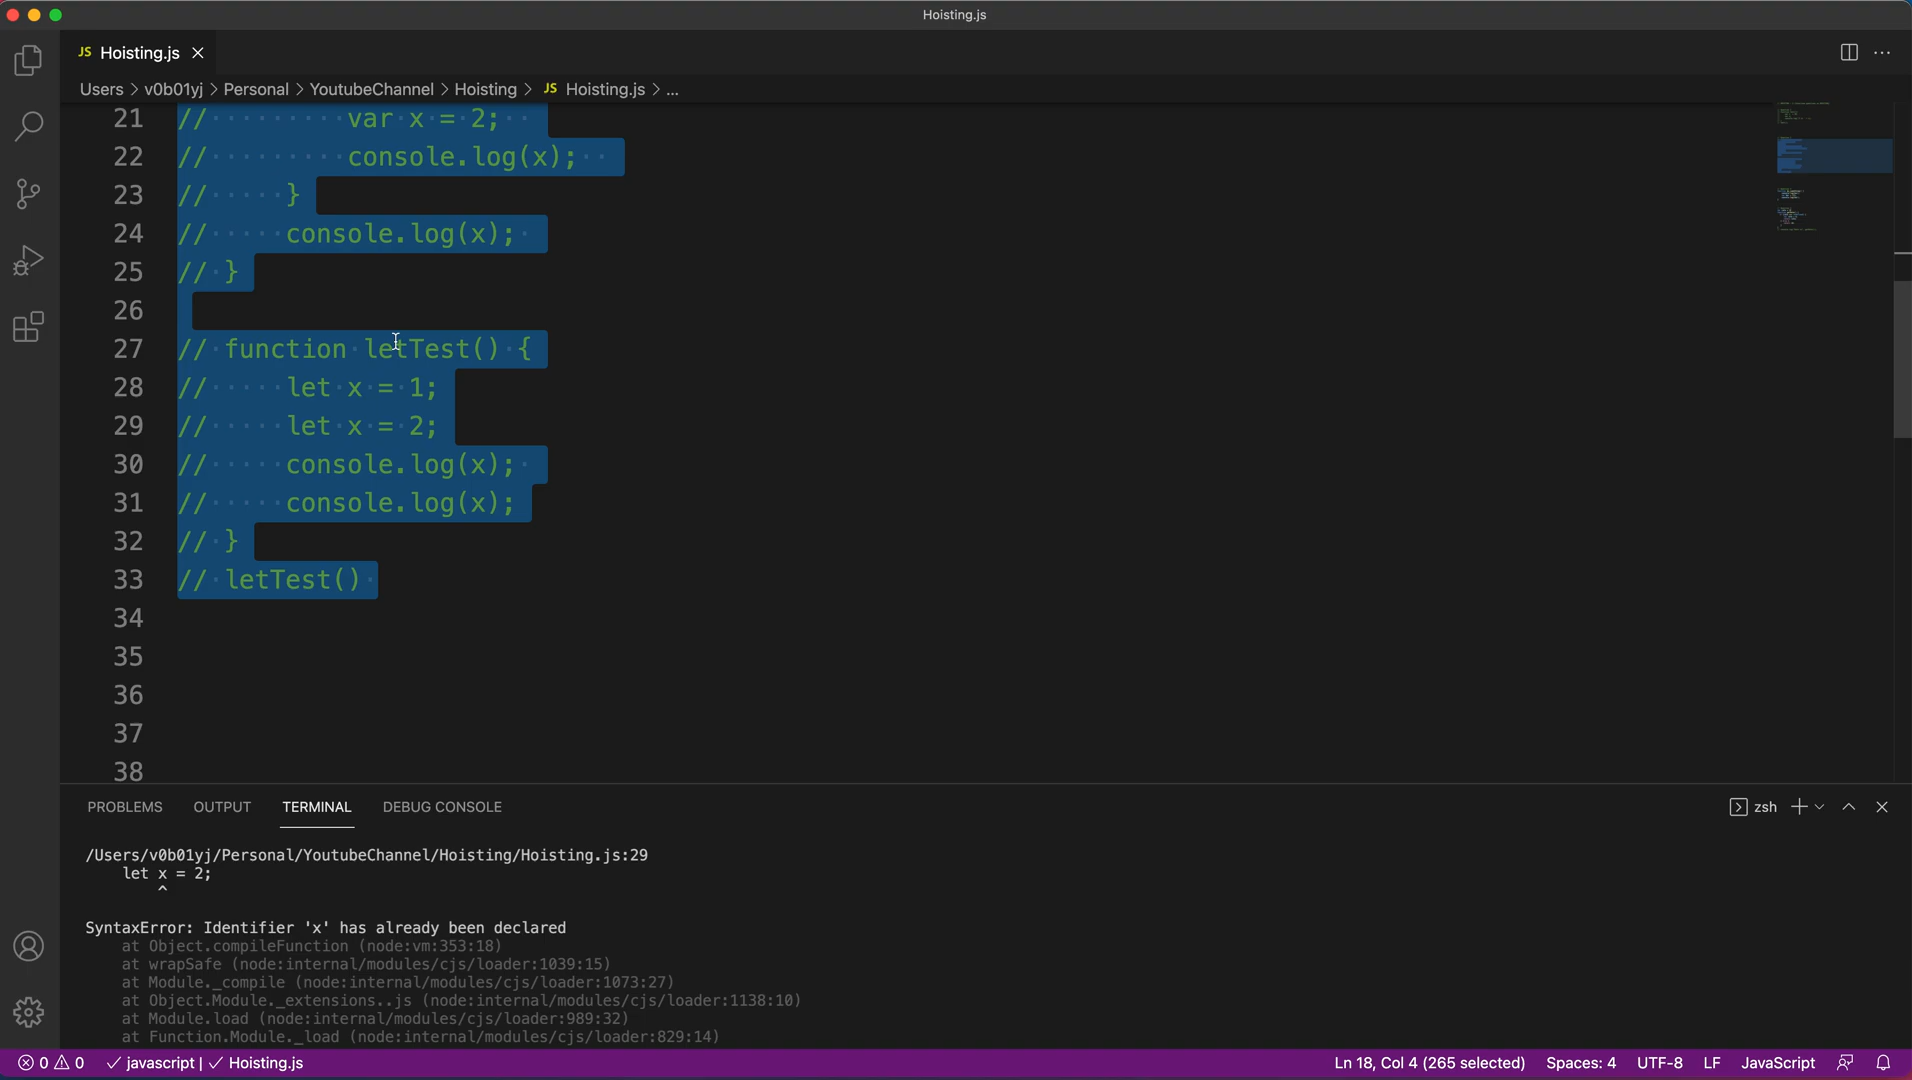 Hoisting.js
JS Hoisting.js
Users > v0b01yj > Personal > YoutubeChannel > Hoisting > JS Hoisting.js > ...
21 // var x = 2;
22 // console.log(x);
23 // }
24 // console.log(x);
25 // }
26
27 // function letTest() {
28 // let x = 1;
29 // let x = 2;
30 // console.log(x);
31 // console.log(x);
32 // }
33 // letTest()
34
35
36
37
38
PROBLEMS OUTPUT TERMINAL DEBUG CONSOLE zsh
/Users/v0b01yj/Personal/YoutubeChannel/Hoisting/Hoisting.js:29
let x = 2;
^
SyntaxError: Identifier 'x' has already been declared
at Object.compileFunction (node:vm:353:18)
at wrapSafe (node:internal/modules/cjs/loader:1039:15)
at Module._compile (node:internal/modules/cjs/loader:1073:27)
at Object.Module._extensions..js (node:internal/modules/cjs/loader:1138:10)
at Module.load (node:internal/modules/cjs/loader:989:32)
at Function.Module._load (node:internal/modules/cjs/loader:829:14)
0 0 javascript | Hoisting.js Ln 18, Col 4 (265 selected) Spaces: 4 UTF-8 LF JavaScript